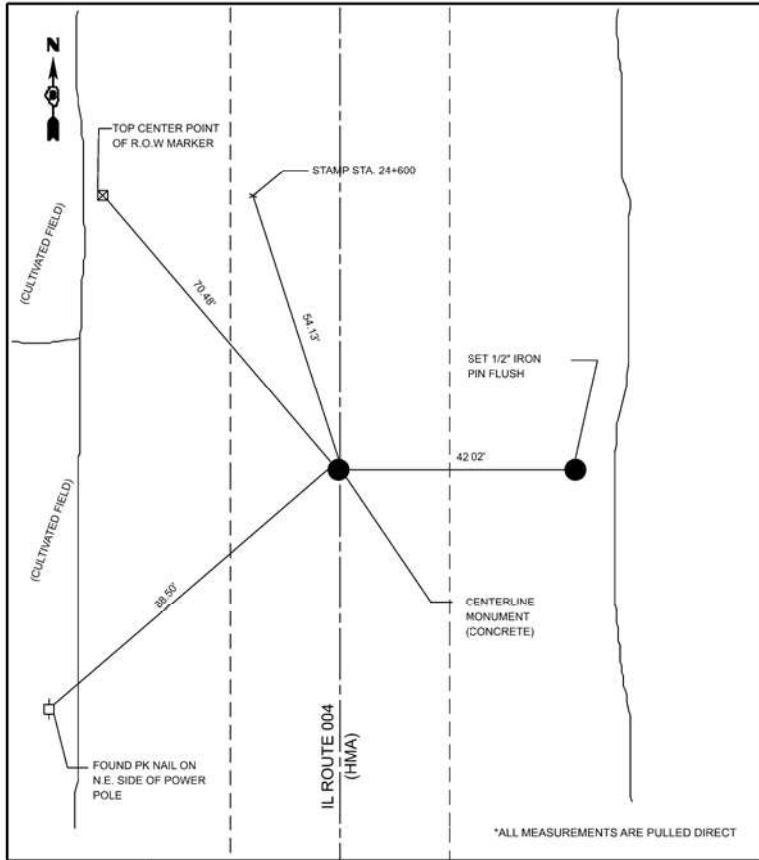 N
TOP CENTER POINT
OF R.O.W MARKER
STAMP STA. 24+600
(CULTIVATED FIELD)
70.48'
54.13'
SET 1/2" IRON
PIN FLUSH
42 02'
(CULTIVATED FIELD)
88.50'
CENTERLINE
MONUMENT
(CONCRETE)
IL ROUTE 004
(HMA)
FOUND PK NAIL ON
N.E. SIDE OF POWER
POLE
*ALL MEASUREMENTS ARE PULLED DIRECT